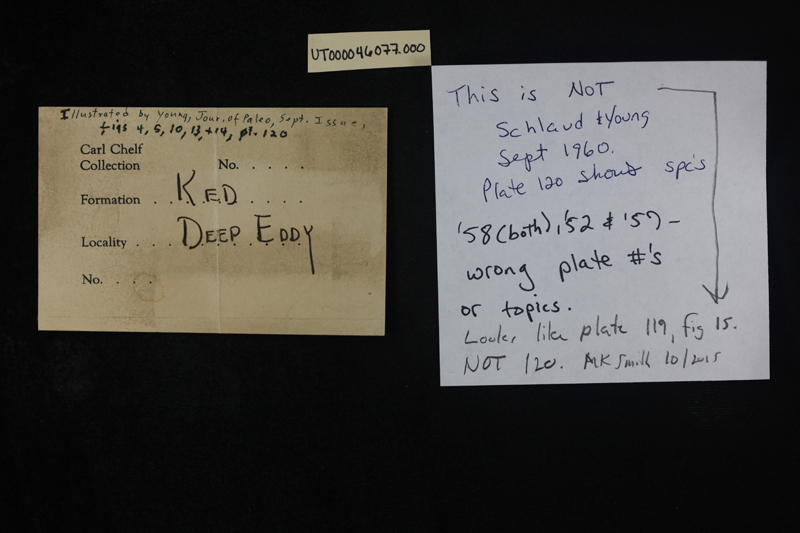 UT000046077.000
Illustrated by Young, Jour. of Paleo, Sept. Issue,
figs 4, 5, 10, 13, +14, pl. 120
Carl Chelf
Collection No. . . . .
Formation . . KED . . . .
Locality . . . DEEP EDDY
No. . . . .
This is NOT
Schlaud & Young
Sept 1960.
Plate 120 shows spc's
'58 (both), '52 & '57 -
wrong plate #'s
or topics.
Looks like plate 119, fig 15.
NOT 120. MK Smith 10/2015